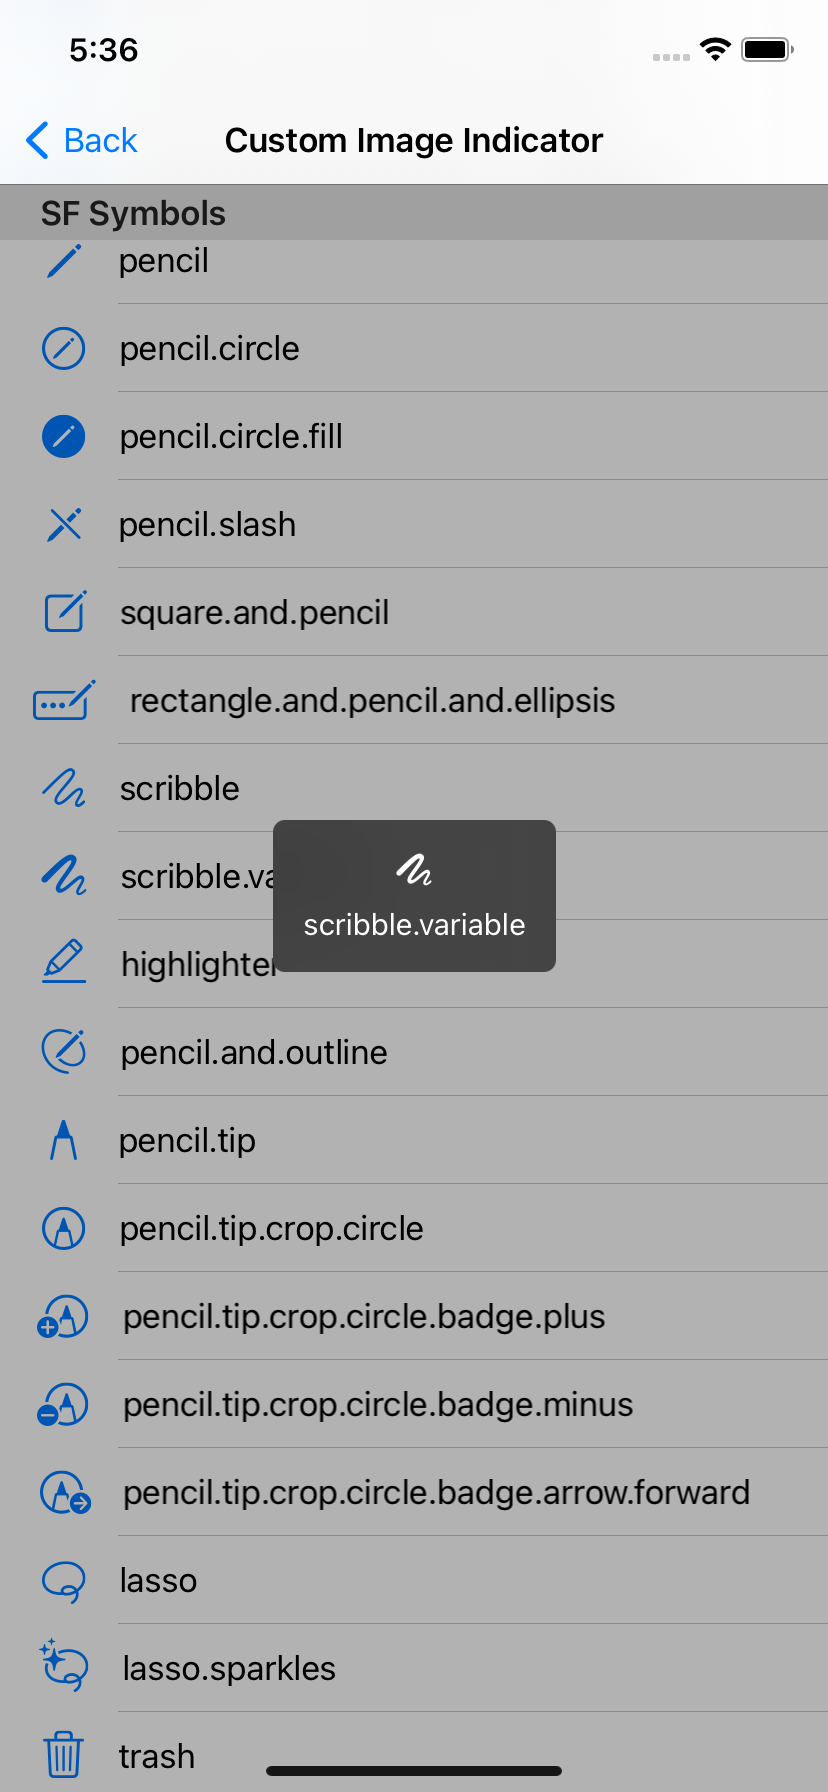 5:36
Back
Custom Image Indicator
SF Symbols
pencil
pencil.circle
pencil.circle.fill
pencil.slash
square.and.pencil
rectangle.and.pencil.and.ellipsis
scribble
scribble.va
scribble.variable
highlighter
pencil.and.outline
pencil.tip
pencil.tip.crop.circle
pencil.tip.crop.circle.badge.plus
pencil.tip.crop.circle.badge.minus
pencil.tip.crop.circle.badge.arrow.forward
lasso
lasso.sparkles
trash